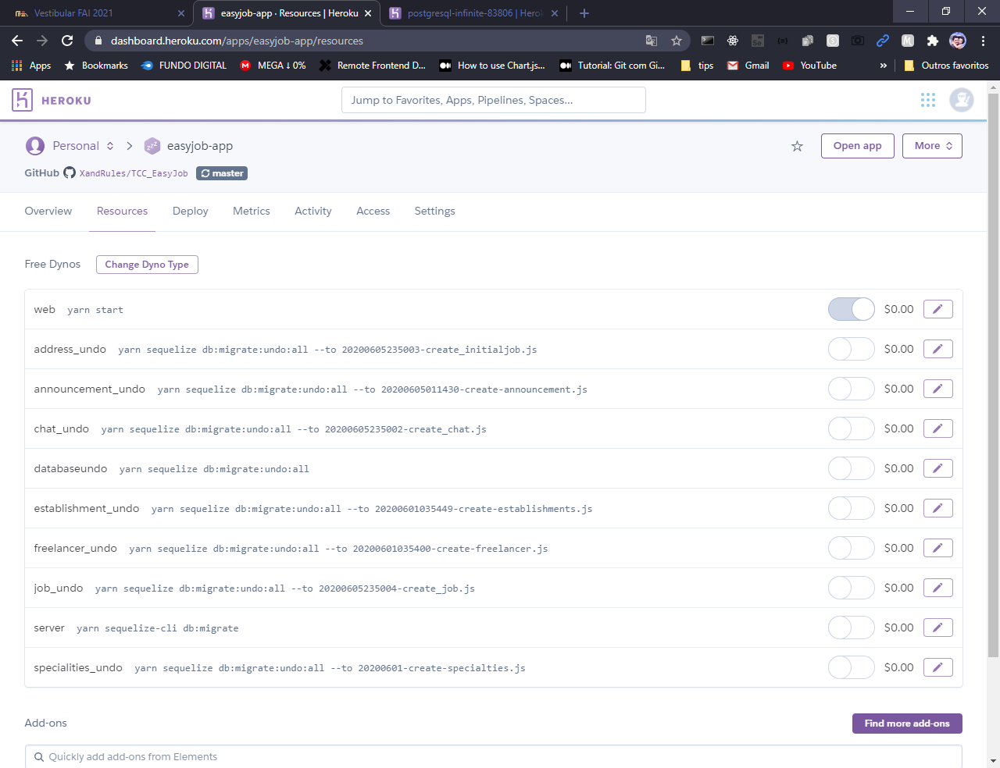 Vestibular FAI 2021
easyjob-app · Resources | Heroku
postgresql-infinite-83806 | Herok
dashboard.heroku.com/apps/easyjob-app/resources
Apps
Bookmarks
FUNDO DIGITAL
MEGA ↓ 0%
Remote Frontend D...
How to use Chart.js...
Tutorial: Git com Gi...
tips
Gmail
YouTube
»
Outros favoritos
HEROKU
Jump to Favorites, Apps, Pipelines, Spaces...
Personal
easyjob-app
Open app
More
GitHub XandRules/TCC_EasyJob master
Overview Resources Deploy Metrics Activity Access Settings
Free Dynos Change Dyno Type
web yarn start $0.00
address_undo yarn sequelize db:migrate:undo:all --to 20200605235003-create_initialjob.js $0.00
announcement_undo yarn sequelize db:migrate:undo:all --to 20200605011430-create-announcement.js $0.00
chat_undo yarn sequelize db:migrate:undo:all --to 20200605235002-create_chat.js $0.00
databaseundo yarn sequelize db:migrate:undo:all $0.00
establishment_undo yarn sequelize db:migrate:undo:all --to 20200601035449-create-establishments.js $0.00
freelancer_undo yarn sequelize db:migrate:undo:all --to 20200601035400-create-freelancer.js $0.00
job_undo yarn sequelize db:migrate:undo:all --to 20200605235004-create_job.js $0.00
server yarn sequelize-cli db:migrate $0.00
specialities_undo yarn sequelize db:migrate:undo:all --to 20200601-create-specialties.js $0.00
Add-ons Find more add-ons
Quickly add add-ons from Elements